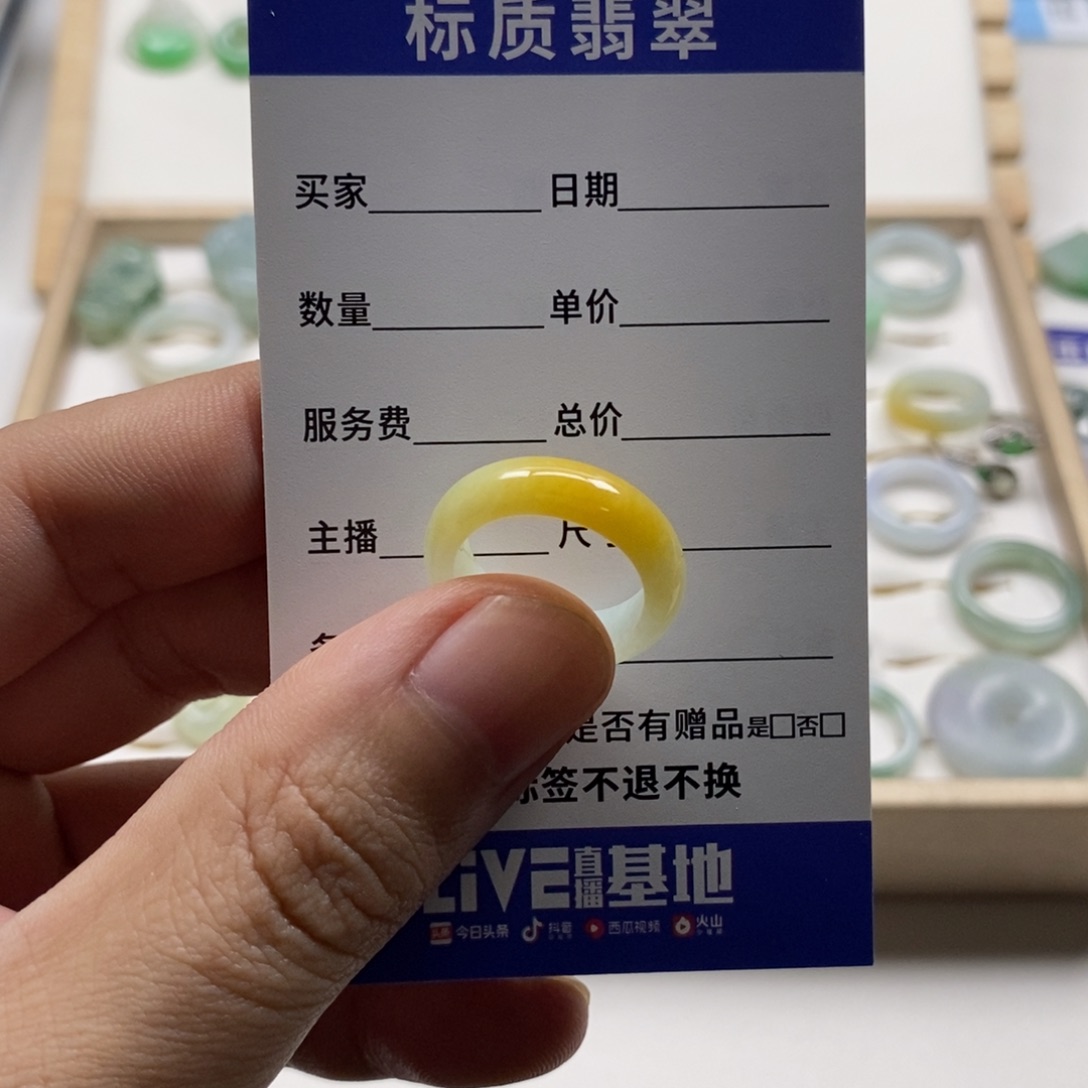 标质翡翠
买家 日期
数量 单价
服务费 总价
主播 尺
是否有赠品是□否□
标签不退不换
LiVE直播基地
今日头条 抖音 西瓜视频 火山